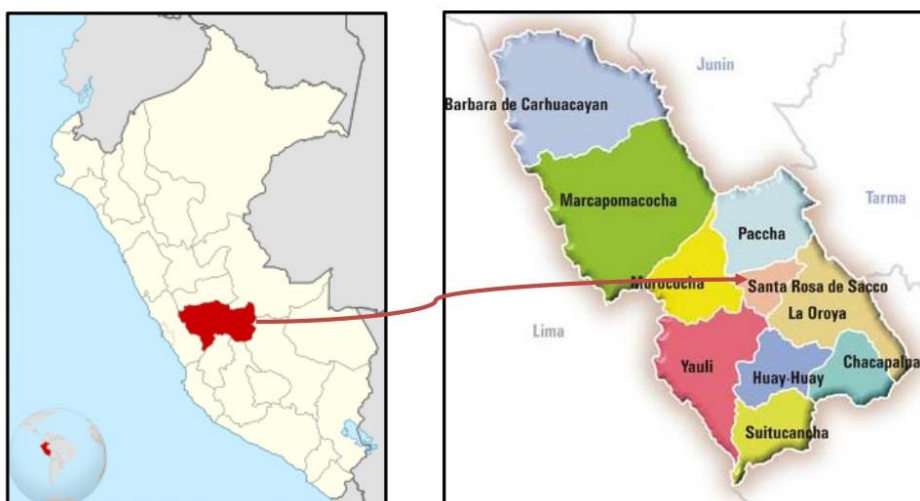 Junin
Barbara de Carhuacayan
Marcapomacocha
Tarma
Paccha
Morococha
Santa Rosa de Sacco
La Oroya
Lima
Yauli
Chacapalpa
Huay-Huay
Suitucancha